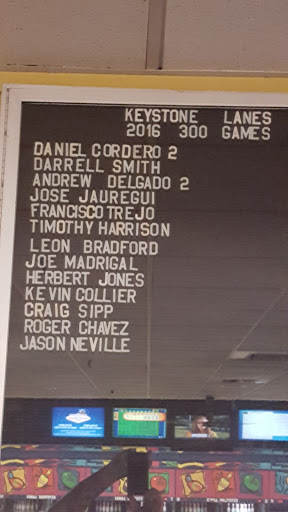 KEYSTONE LANES
2016 300 GAMES
DANIEL CORDERO 2
DARRELL SMITH
ANDREW DELGADO 2
JOSE JAUREGUI
FRANCISCO TREJO
TIMOTHY HARRISON
LEON BRADFORD
JOE MADRIGAL
HERBERT JONES
KEVIN COLLIER
CRAIG SIPP
ROGER CHAVEZ
JASON NEVILLE